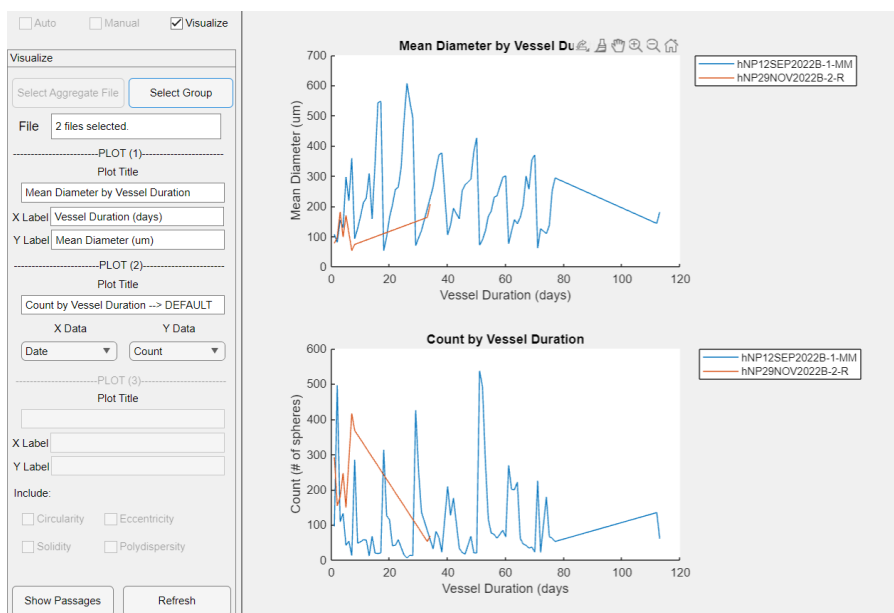 Auto Manual Visualize
Visualize
Select Aggregate File Select Group
File 2 files selected.
-----------------------PLOT (1)-----------------------
Plot Title
Mean Diameter by Vessel Duration
X Label Vessel Duration (days)
Y Label Mean Diameter (um)
-----------------------PLOT (2)-----------------------
Plot Title
Count by Vessel Duration --> DEFAULT
X Data Y Data
Date Count
-----------------------PLOT (3)-----------------------
Plot Title
X Label
Y Label
Include:
Circularity Eccentricity
Solidity Polydispersity
Show Passages Refresh
Mean Diameter by Vessel Du
700
600
500
400
300
200
100
0
Mean Diameter (um)
0 20 40 60 80 100 120
Vessel Duration (days)
hNP12SEP2022B-1-MM
hNP29NOV2022B-2-R
Count by Vessel Duration
600
500
400
300
200
100
0
Count (# of spheres)
0 20 40 60 80 100 120
Vessel Duration (days
hNP12SEP2022B-1-MM
hNP29NOV2022B-2-R